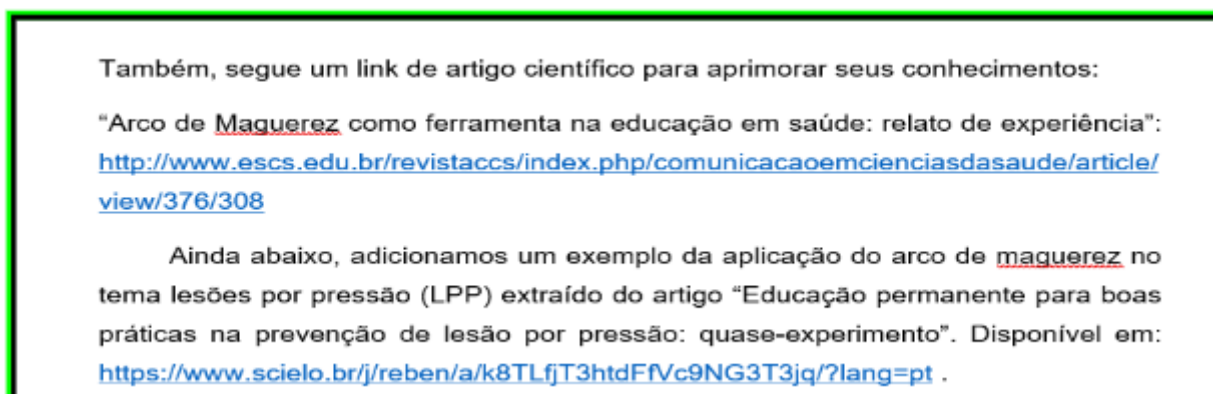 Também, segue um link de artigo científico para aprimorar seus conhecimentos:
“Arco de Maguerez como ferramenta na educação em saúde: relato de experiência”:
http://www.escs.edu.br/revistaccs/index.php/comunicacaoemcienciasdasaude/article/
view/376/308
Ainda abaixo, adicionamos um exemplo da aplicação do arco de maguerez no
tema lesões por pressão (LPP) extraído do artigo “Educação permanente para boas
práticas na prevenção de lesão por pressão: quase-experimento”. Disponível em:
https://www.scielo.br/j/reben/a/k8TLfjT3htdFfVc9NG3T3jq/?lang=pt .